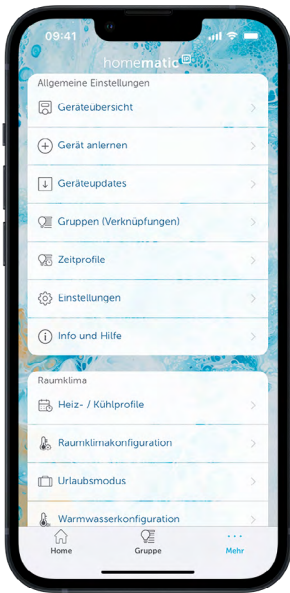 09:41
homematic IP
Allgemeine Einstellungen
Geräteübersicht
Gerät anlernen
Geräteupdates
Gruppen (Verknüpfungen)
Zeitprofile
Einstellungen
Info und Hilfe
Raumklima
Heiz- / Kühlprofile
Raumklimakonfiguration
Urlaubsmodus
Warmwasserkonfiguration
Home
Gruppe
Mehr